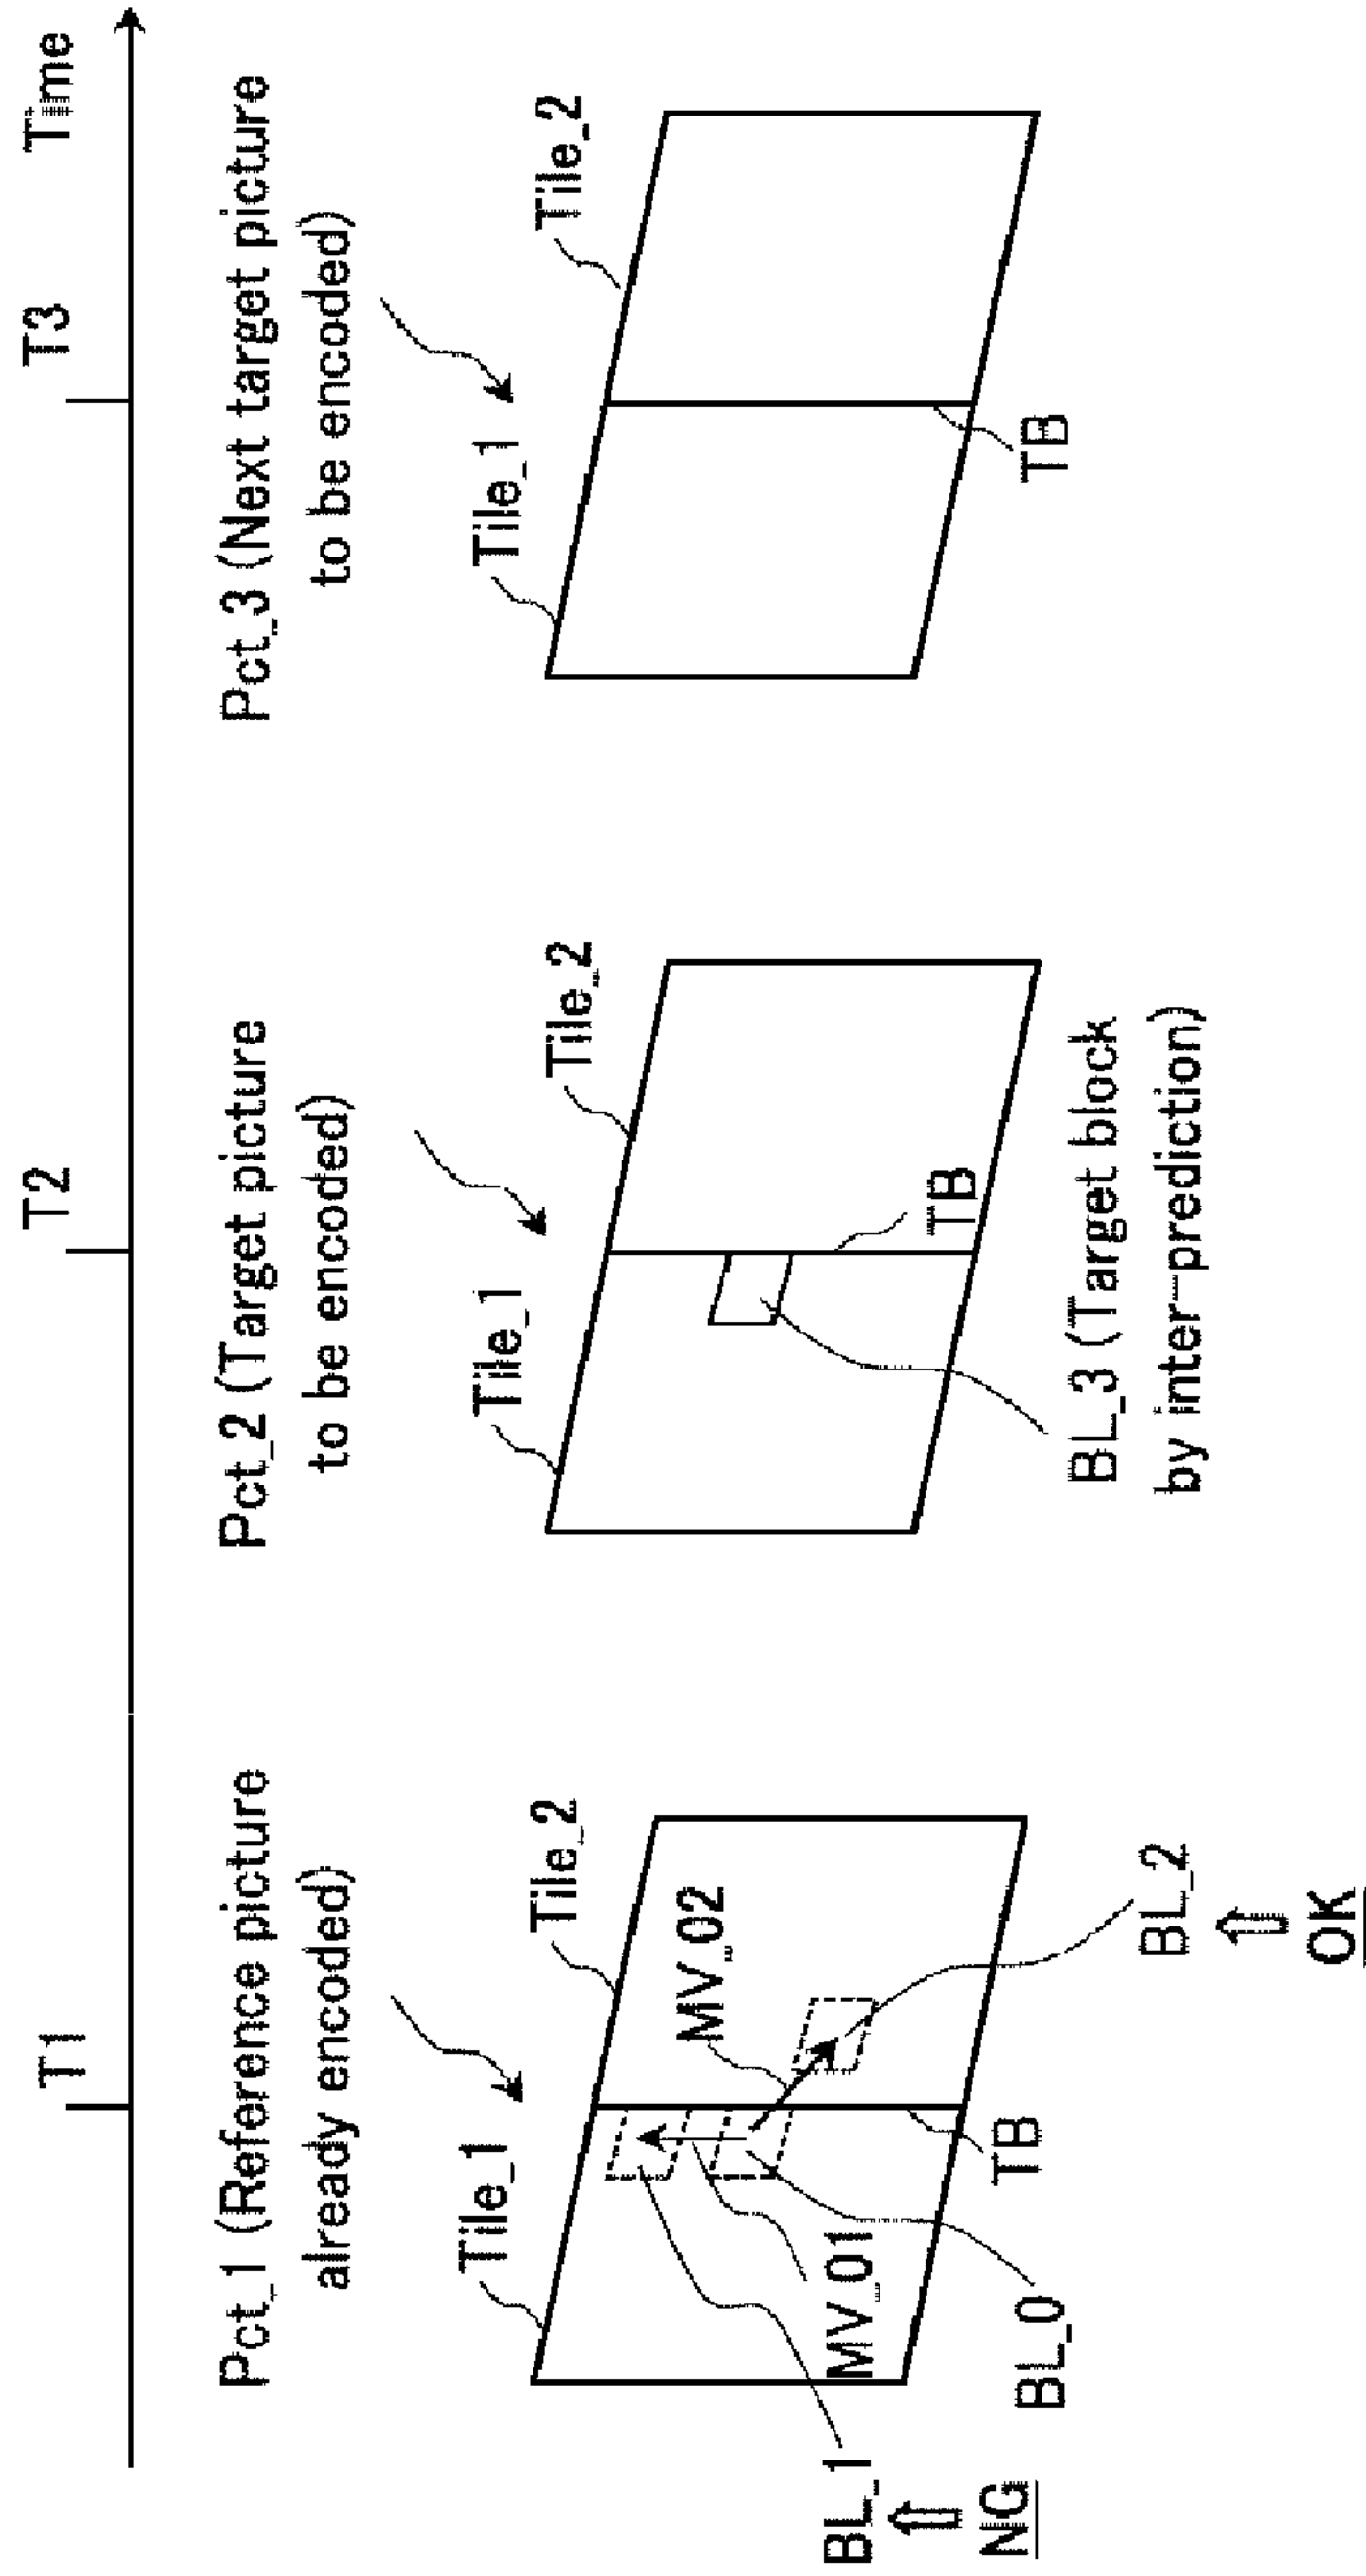 T1
T2
T3
Time
Pct_1 (Reference picture
already encoded)
Pct_2 (Target picture
to be encoded)
Pct_3 (Next target picture
to be encoded)
Tile_1
Tile_2
Tile_1
Tile_2
Tile_1
Tile_2
MV_02
MV_01
TB
TB
TB
BL_1
NG
BL_0
BL_2
OK
BL_3 (Target block
by inter-prediction)